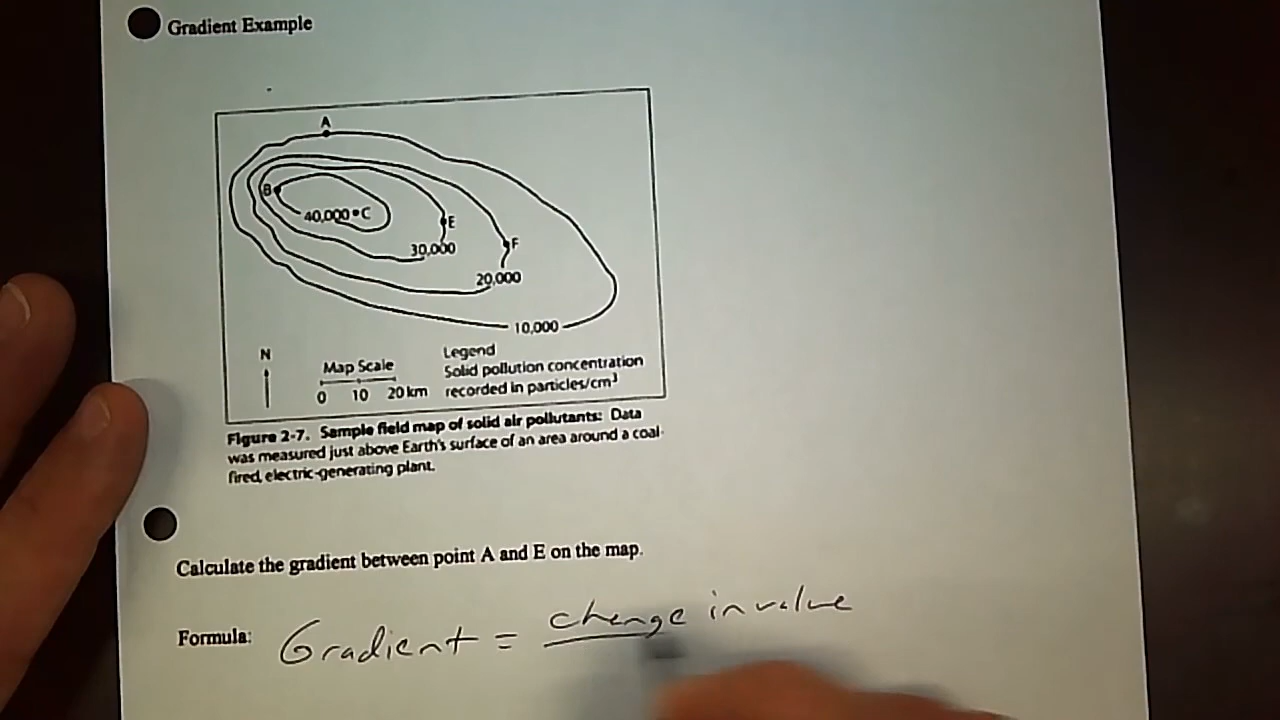 Gradient Example
A
B
40,000 • C
E
30,000
F
20,000
10,000
N
Map Scale
0 10 20 km
Legend
Solid pollution concentration
recorded in particles/cm³
Figure 2-7. Sample field map of solid air pollutants: Data
was measured just above Earth's surface of an area around a coal-
fired, electric-generating plant.
Calculate the gradient between point A and E on the map.
Formula: Gradient = change in value